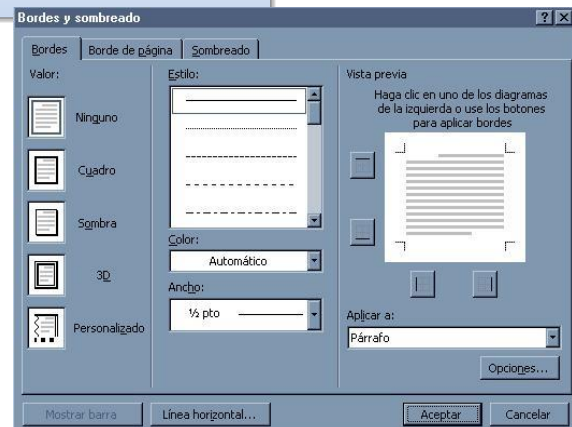 Bordes y sombreado
Bordes
Borde de página
Sombreado
Valor:
Ninguno
Cuadro
Sombra
3D
Personalizado
Estilo:
Color:
Automático
Ancho:
½ pto
Vista previa
Haga clic en uno de los diagramas
de la izquierda o use los botones
para aplicar bordes
Aplicar a:
Párrafo
Opciones...
Mostrar barra
Línea horizontal...
Aceptar
Cancelar